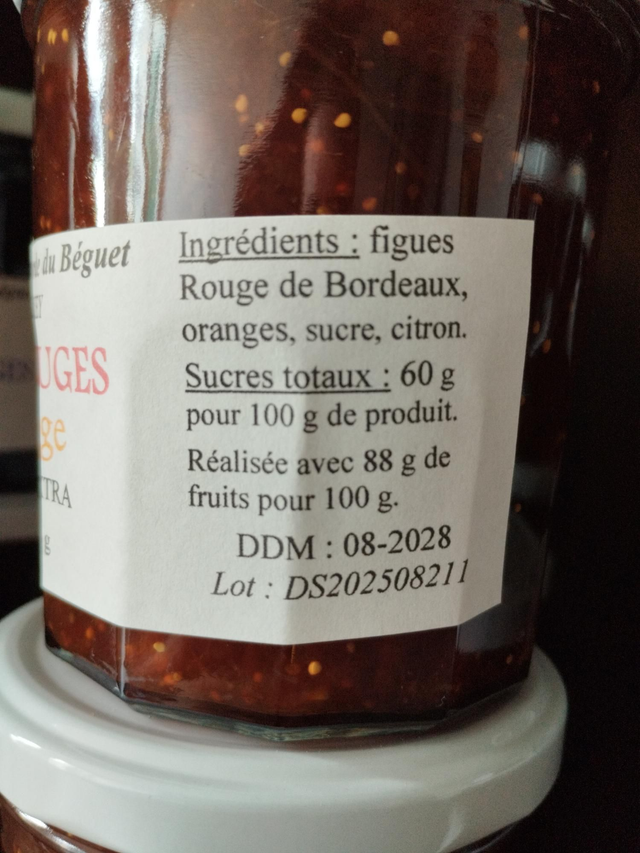 du Béguet
UGES
ge
TRA
g
Ingrédients : figues
Rouge de Bordeaux,
oranges, sucre, citron.
Sucres totaux : 60 g
pour 100 g de produit.
Réalisée avec 88 g de
fruits pour 100 g.
DDM : 08-2028
Lot : DS202508211